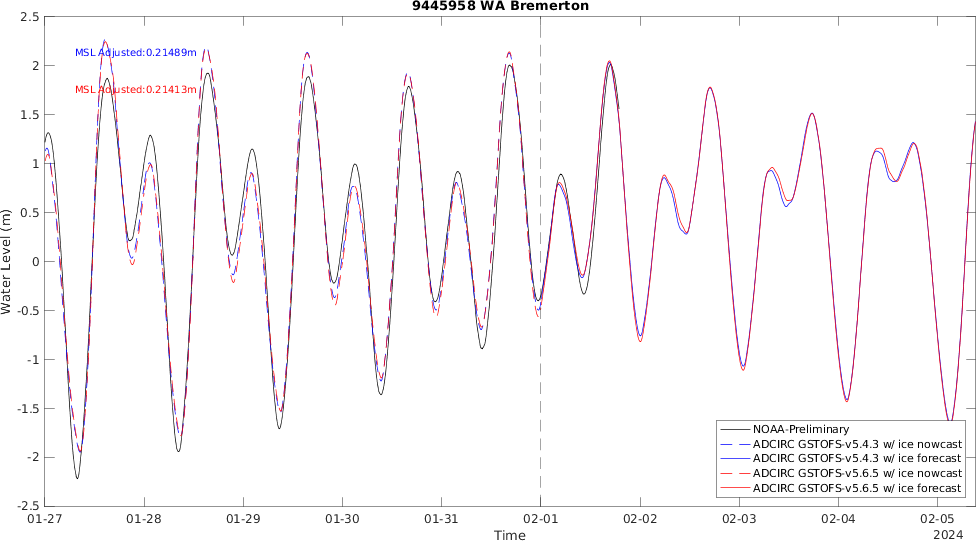 9445958 WA Bremerton
2.5
2
1.5
1
0.5
0
-0.5
-1
-1.5
-2
-2.5
Water Level (m)
MSL Adjusted:0.21489m
MSL Adjusted:0.21413m
NOAA-Preliminary
ADCIRC GSTOFS-v5.4.3 w/ ice nowcast
ADCIRC GSTOFS-v5.4.3 w/ ice forecast
ADCIRC GSTOFS-v5.6.5 w/ ice nowcast
ADCIRC GSTOFS-v5.6.5 w/ ice forecast
01-27 01-28 01-29 01-30 01-31 02-01 02-02 02-03 02-04 02-05
Time
2024